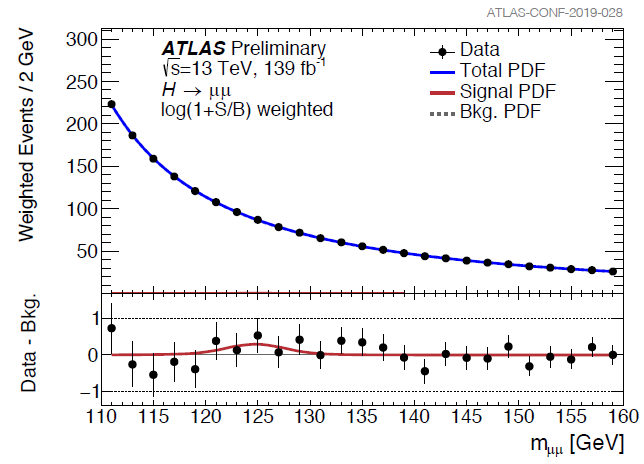 ATLAS-CONF-2019-028
Weighted Events / 2 GeV
300
250
200
150
100
50
ATLAS Preliminary
√s=13 TeV, 139 fb⁻¹
H → μμ
log(1+S/B) weighted
Data
Total PDF
Signal PDF
Bkg. PDF
Data - Bkg.
1
0
−1
110 115 120 125 130 135 140 145 150 155 160
mμμ [GeV]